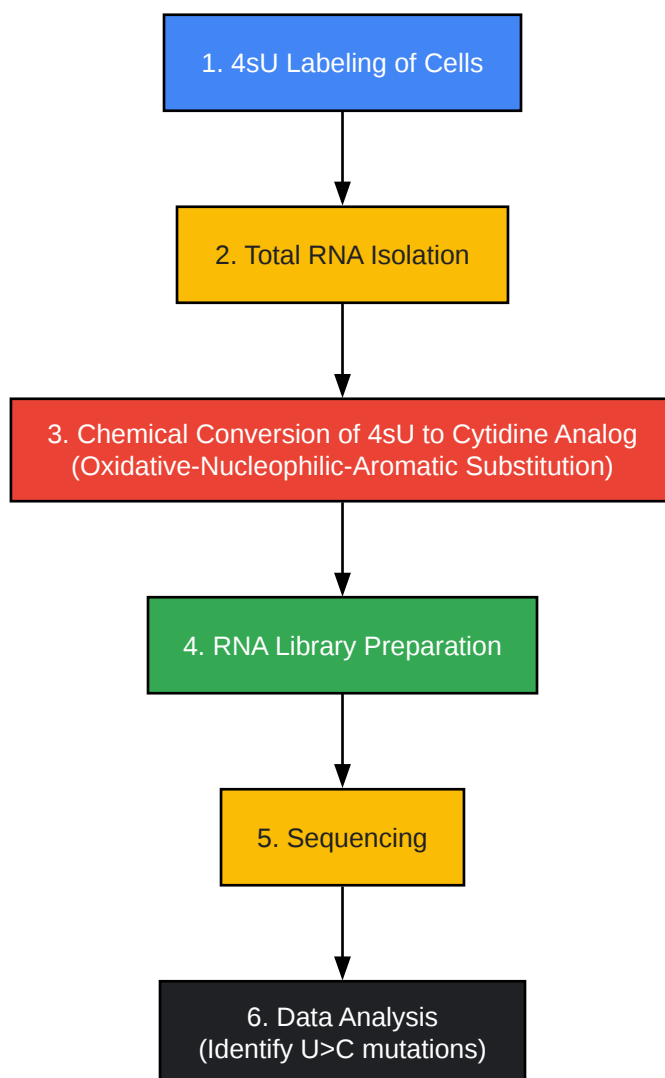 1. 4sU Labeling of Cells
2. Total RNA Isolation
3. Chemical Conversion of 4sU to Cytidine Analog
(Oxidative-Nucleophilic-Aromatic Substitution)
4. RNA Library Preparation
5. Sequencing
6. Data Analysis
(Identify U>C mutations)